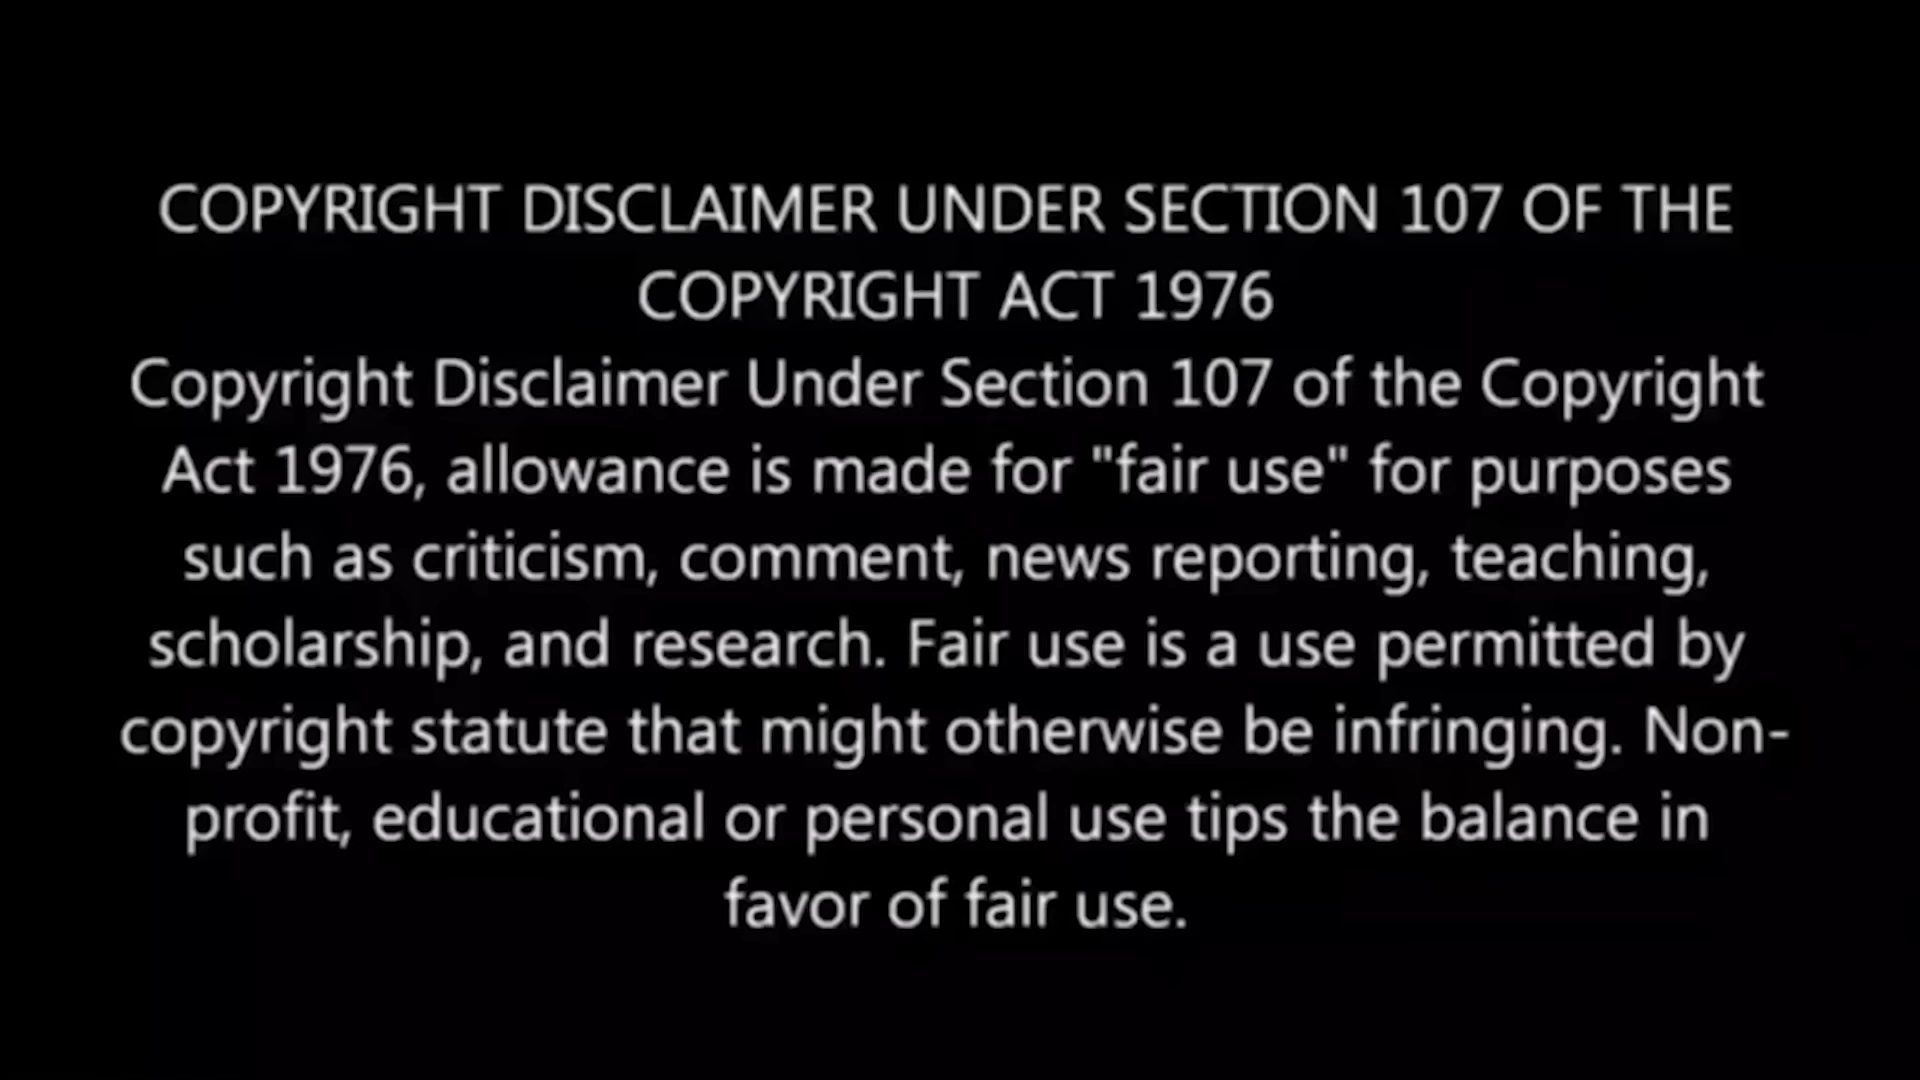 COPYRIGHT DISCLAIMER UNDER SECTION 107 OF THE
COPYRIGHT ACT 1976
Copyright Disclaimer Under Section 107 of the Copyright
Act 1976, allowance is made for "fair use" for purposes
such as criticism, comment, news reporting, teaching,
scholarship, and research. Fair use is a use permitted by
copyright statute that might otherwise be infringing. Non-
profit, educational or personal use tips the balance in
favor of fair use.